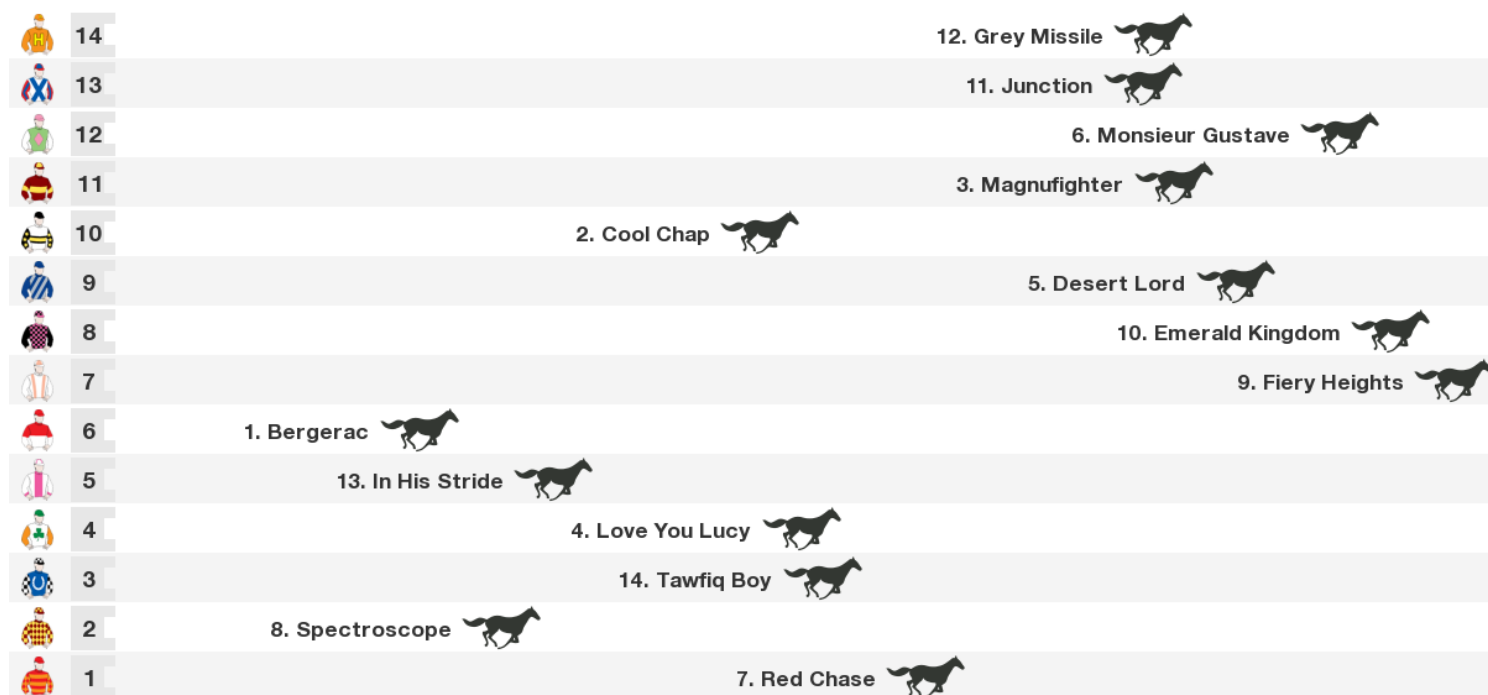 14 12. Grey Missile
13 11. Junction
12 6. Monsieur Gustave
11 3. Magnufighter
10 2. Cool Chap
9 5. Desert Lord
8 10. Emerald Kingdom
7 9. Fiery Heights
6 1. Bergerac
5 13. In His Stride
4 4. Love You Lucy
3 14. Tawfiq Boy
2 8. Spectroscope
1 7. Red Chase